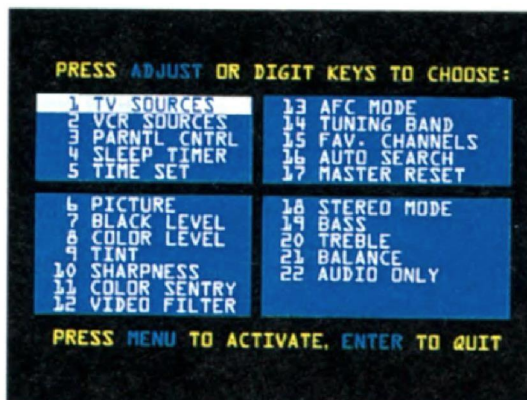 PRESS ADJUST OR DIGIT KEYS TO CHOOSE:
1 TV SOURCES
2 VCR SOURCES
3 PARNTL CNTRL
4 SLEEP TIMER
5 TIME SET
13 AFC MODE
14 TUNING BAND
15 FAV. CHANNELS
16 AUTO SEARCH
17 MASTER RESET
6 PICTURE
7 BLACK LEVEL
8 COLOR LEVEL
9 TINT
10 SHARPNESS
11 COLOR SENTRY
12 VIDEO FILTER
18 STEREO MODE
19 BASS
20 TREBLE
21 BALANCE
22 AUDIO ONLY
PRESS MENU TO ACTIVATE, ENTER TO QUIT